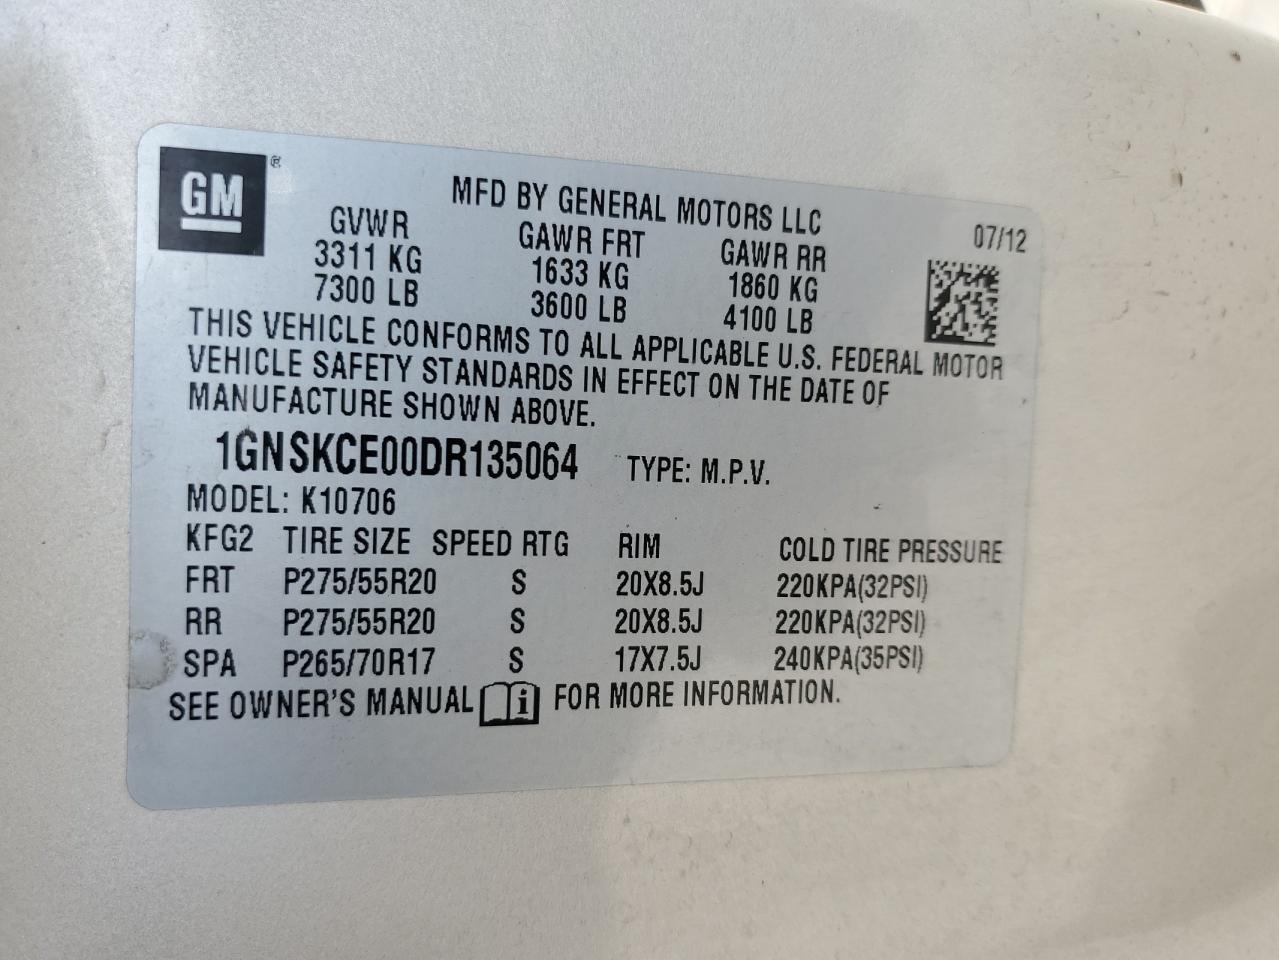 GM ®
MFD BY GENERAL MOTORS LLC
07/12
GVWR GAWR FRT GAWR RR
3311 KG 1633 KG 1860 KG
7300 LB 3600 LB 4100 LB
THIS VEHICLE CONFORMS TO ALL APPLICABLE U.S. FEDERAL MOTOR
VEHICLE SAFETY STANDARDS IN EFFECT ON THE DATE OF
MANUFACTURE SHOWN ABOVE.
1GNSKCE00DR135064 TYPE: M.P.V.
MODEL: K10706
KFG2 TIRE SIZE SPEED RTG RIM COLD TIRE PRESSURE
FRT P275/55R20 S 20X8.5J 220KPA(32PSI)
RR P275/55R20 S 20X8.5J 220KPA(32PSI)
SPA P265/70R17 S 17X7.5J 240KPA(35PSI)
SEE OWNER'S MANUAL i FOR MORE INFORMATION.